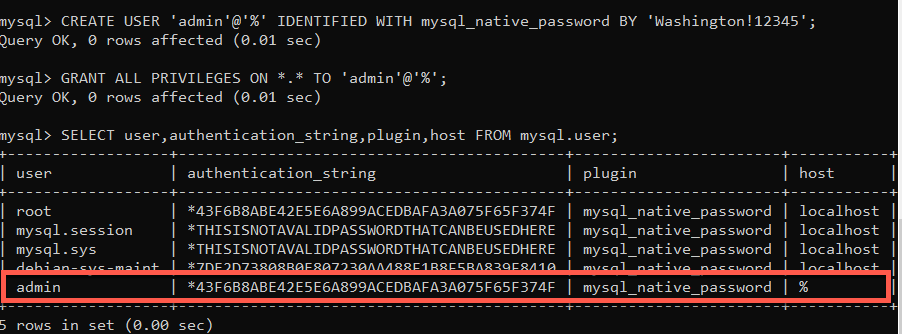 mysql> CREATE USER 'admin'@'%' IDENTIFIED WITH mysql_native_password BY 'Washington!12345';
Query OK, 0 rows affected (0.01 sec)
mysql> GRANT ALL PRIVILEGES ON *.* TO 'admin'@'%';
Query OK, 0 rows affected (0.01 sec)
mysql> SELECT user,authentication_string,plugin,host FROM mysql.user;
+------------------+-------------------------------------------+-----------------------+-----------+
| user | authentication_string | plugin | host |
+------------------+-------------------------------------------+-----------------------+-----------+
| root | *43F6B8ABE42E5E6A899ACEDBAFA3A075F65F374F | mysql_native_password | localhost |
| mysql.session | *THISISNOTAVALIDPASSWORDTHATCANBEUSEDHERE | mysql_native_password | localhost |
| mysql.sys | *THISISNOTAVALIDPASSWORDTHATCANBEUSEDHERE | mysql_native_password | localhost |
| debian-sys-maint | *7DE2D73808B0F807230AA488F1B8F5BA839F8410 | mysql_native_password | localhost |
| admin | *43F6B8ABE42E5E6A899ACEDBAFA3A075F65F374F | mysql_native_password | % |
+------------------+-------------------------------------------+-----------------------+-----------+
5 rows in set (0.00 sec)